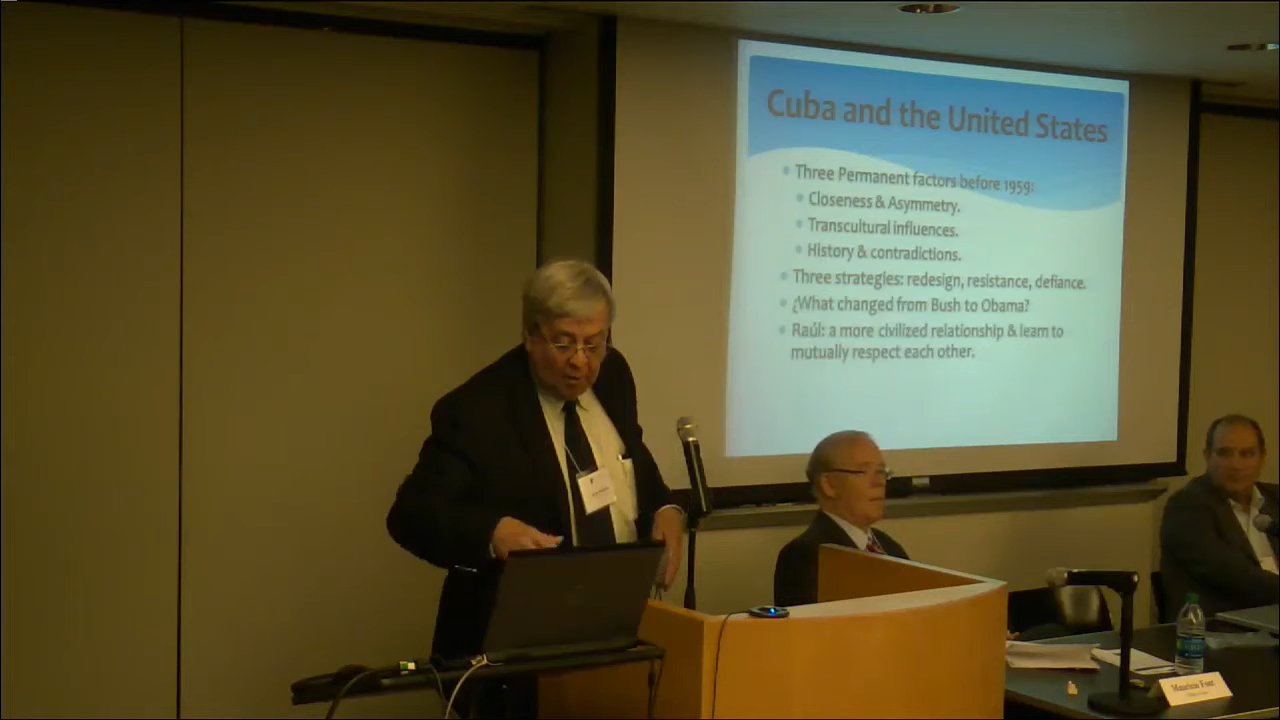 Cuba and the United States
Three Permanent factors before 1959:
Closeness & Asymmetry.
Transcultural influences.
History & contradictions.
Three strategies: redesign, resistance, defiance.
¿What changed from Bush to Obama?
Raúl: a more civilized relationship & learn to
mutually respect each other.
Mauricio Font